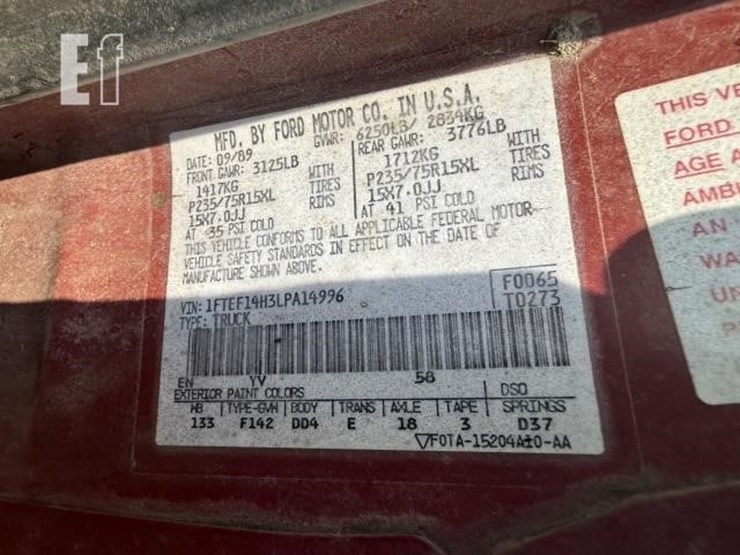 Ef
MFD. BY FORD MOTOR CO. IN U.S.A.
DATE: 09/89 GVWR: 6250LB/ 2834KG
FRONT GAWR: 3125LB REAR GAWR: 3776LB
1417KG WITH 1712KG WITH
P235/75R15XL TIRES P235/75R15XL TIRES
15X7.0JJ RIMS 15X7.0JJ RIMS
AT 35 PSI COLD AT 41 PSI COLD
THIS VEHICLE CONFORMS TO ALL APPLICABLE FEDERAL MOTOR
VEHICLE SAFETY STANDARDS IN EFFECT ON THE DATE OF
MANUFACTURE SHOWN ABOVE.
VIN: 1FTEF14H3LPA14996 F0065
TYPE: TRUCK T0273
EN YV 58
EXTERIOR PAINT COLORS DSO
WB TYPE-GVW BODY TRANS AXLE TAPE SPRINGS
133 F142 DD4 E 18 3 D37
▽F0TA-15204A10-AA
THIS VE
FORD
AGE A
AMBU
AN
WA
UN